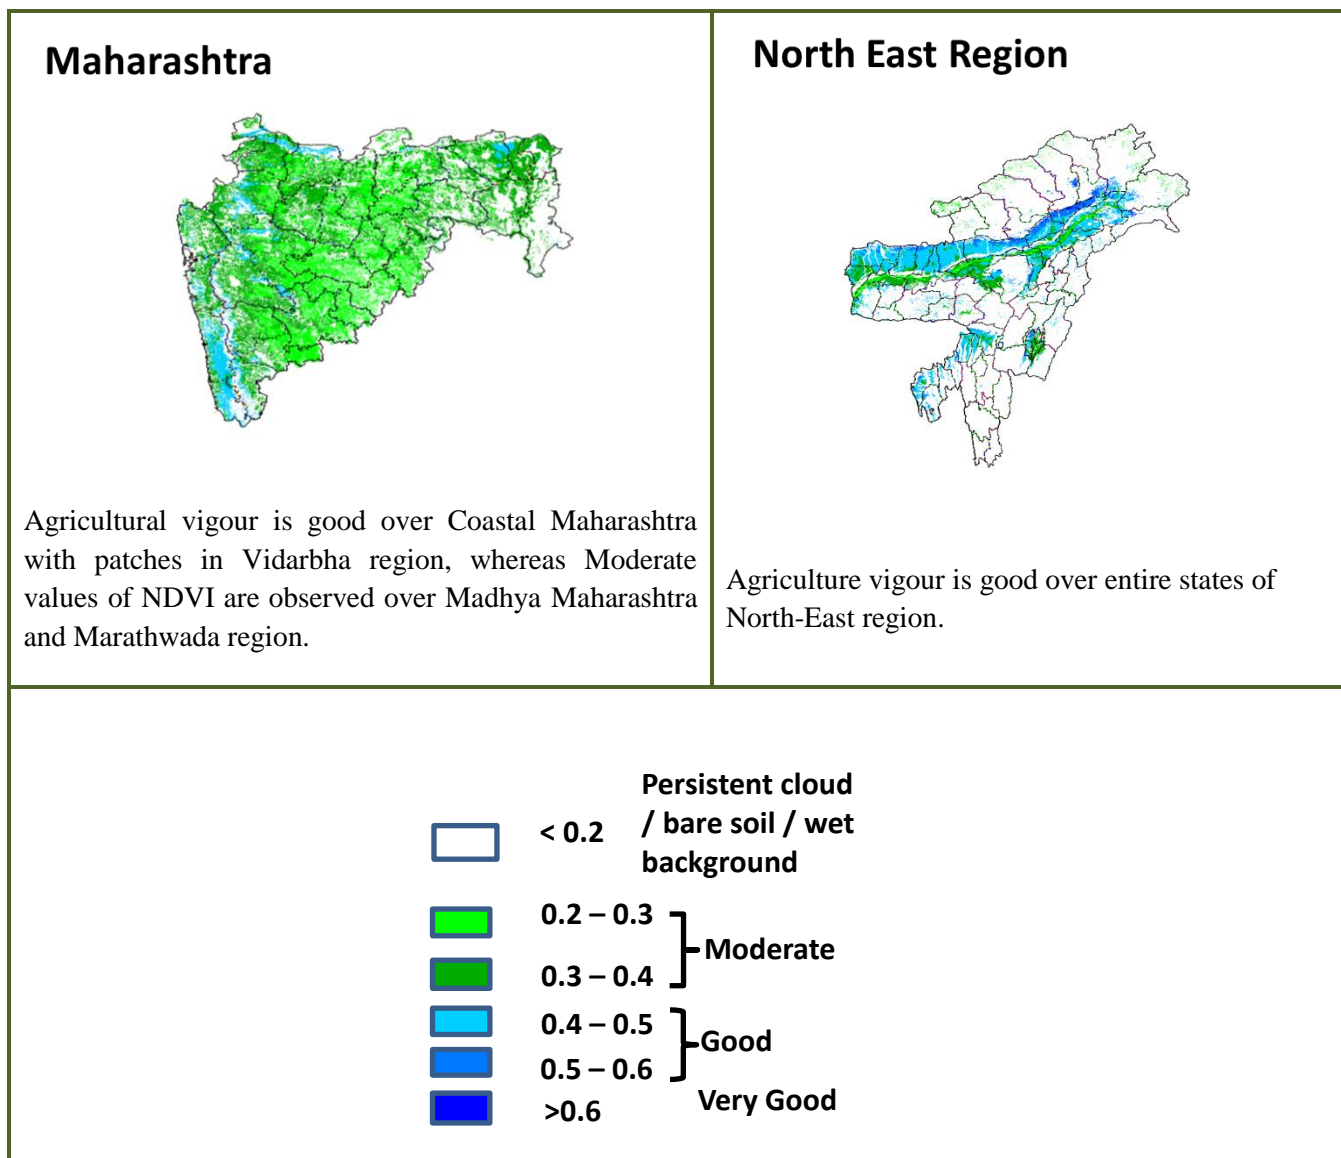 Maharashtra
Agricultural vigour is good over Coastal Maharashtra
with patches in Vidarbha region, whereas Moderate
values of NDVI are observed over Madhya Maharashtra
and Marathwada region.
North East Region
Agriculture vigour is good over entire states of
North-East region.
< 0.2
Persistent cloud
/ bare soil / wet
background
0.2 – 0.3
0.3 – 0.4
Moderate
0.4 – 0.5
0.5 – 0.6
Good
>0.6
Very Good